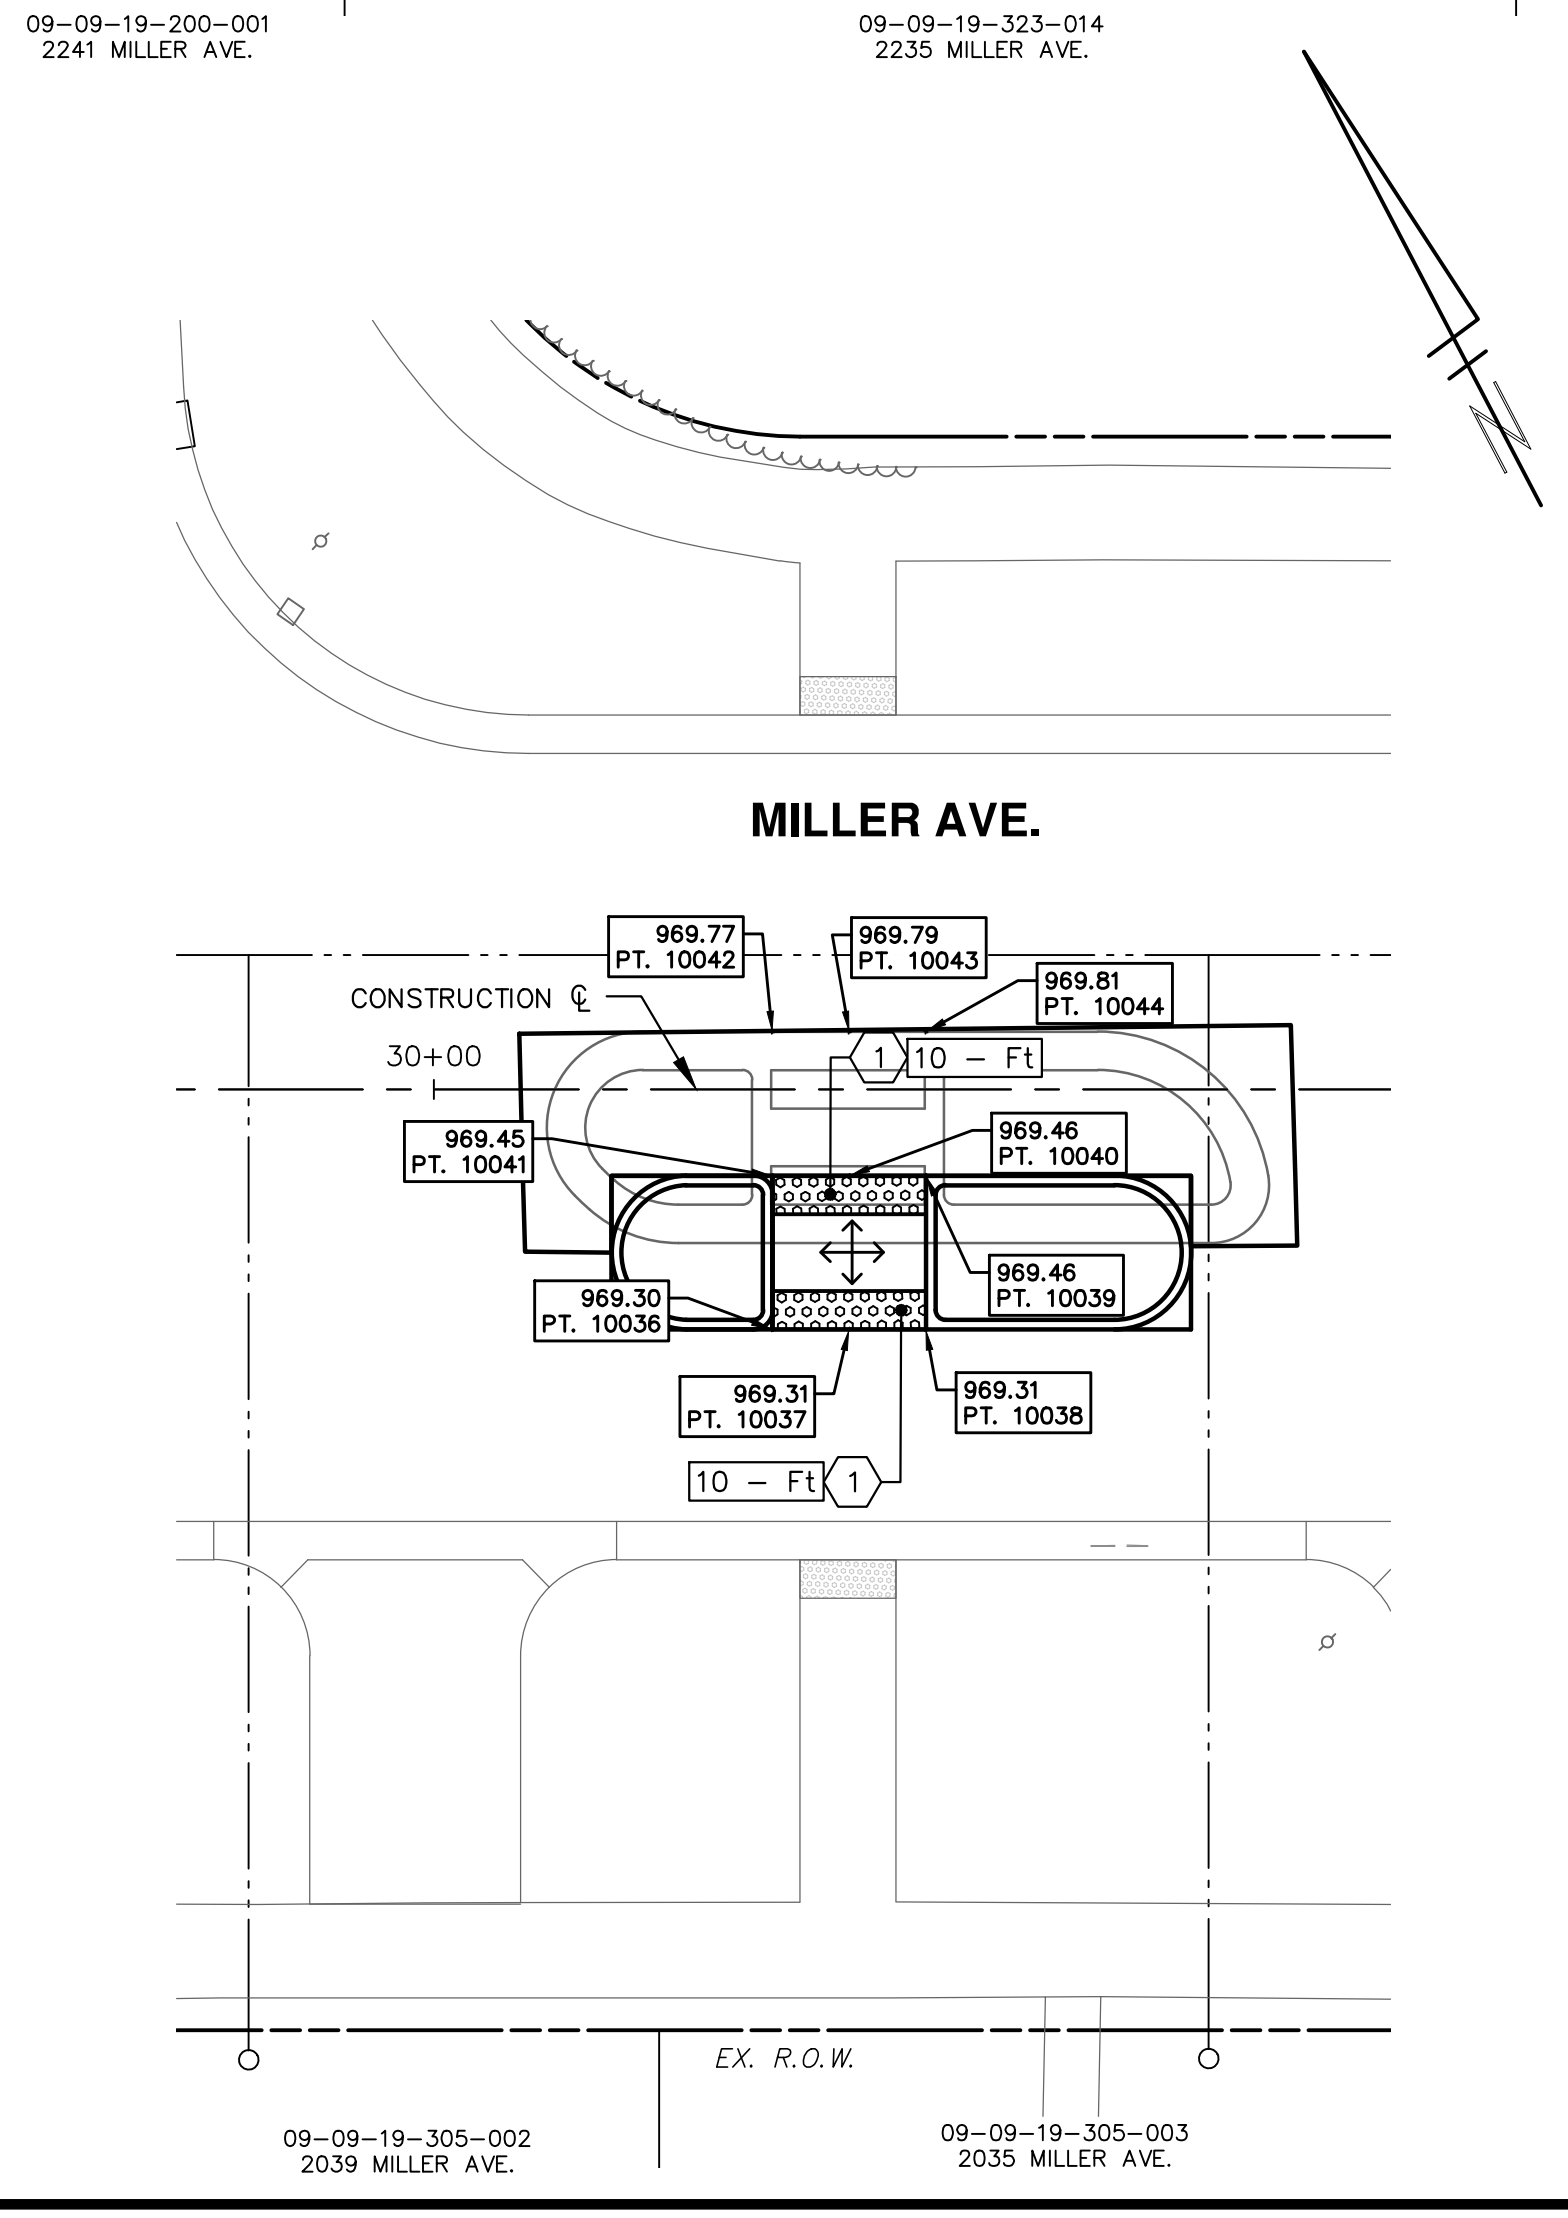 09-09-19-200-001
2241 MILLER AVE.
09-09-19-323-014
2235 MILLER AVE.
N
MILLER AVE.
969.77
PT. 10042
969.79
PT. 10043
969.81
PT. 10044
CONSTRUCTION ℄
30+00
1
10 - Ft
969.45
PT. 10041
969.46
PT. 10040
969.46
PT. 10039
969.30
PT. 10036
969.31
PT. 10037
969.31
PT. 10038
10 - Ft
1
EX. R.O.W.
09-09-19-305-002
2039 MILLER AVE.
09-09-19-305-003
2035 MILLER AVE.